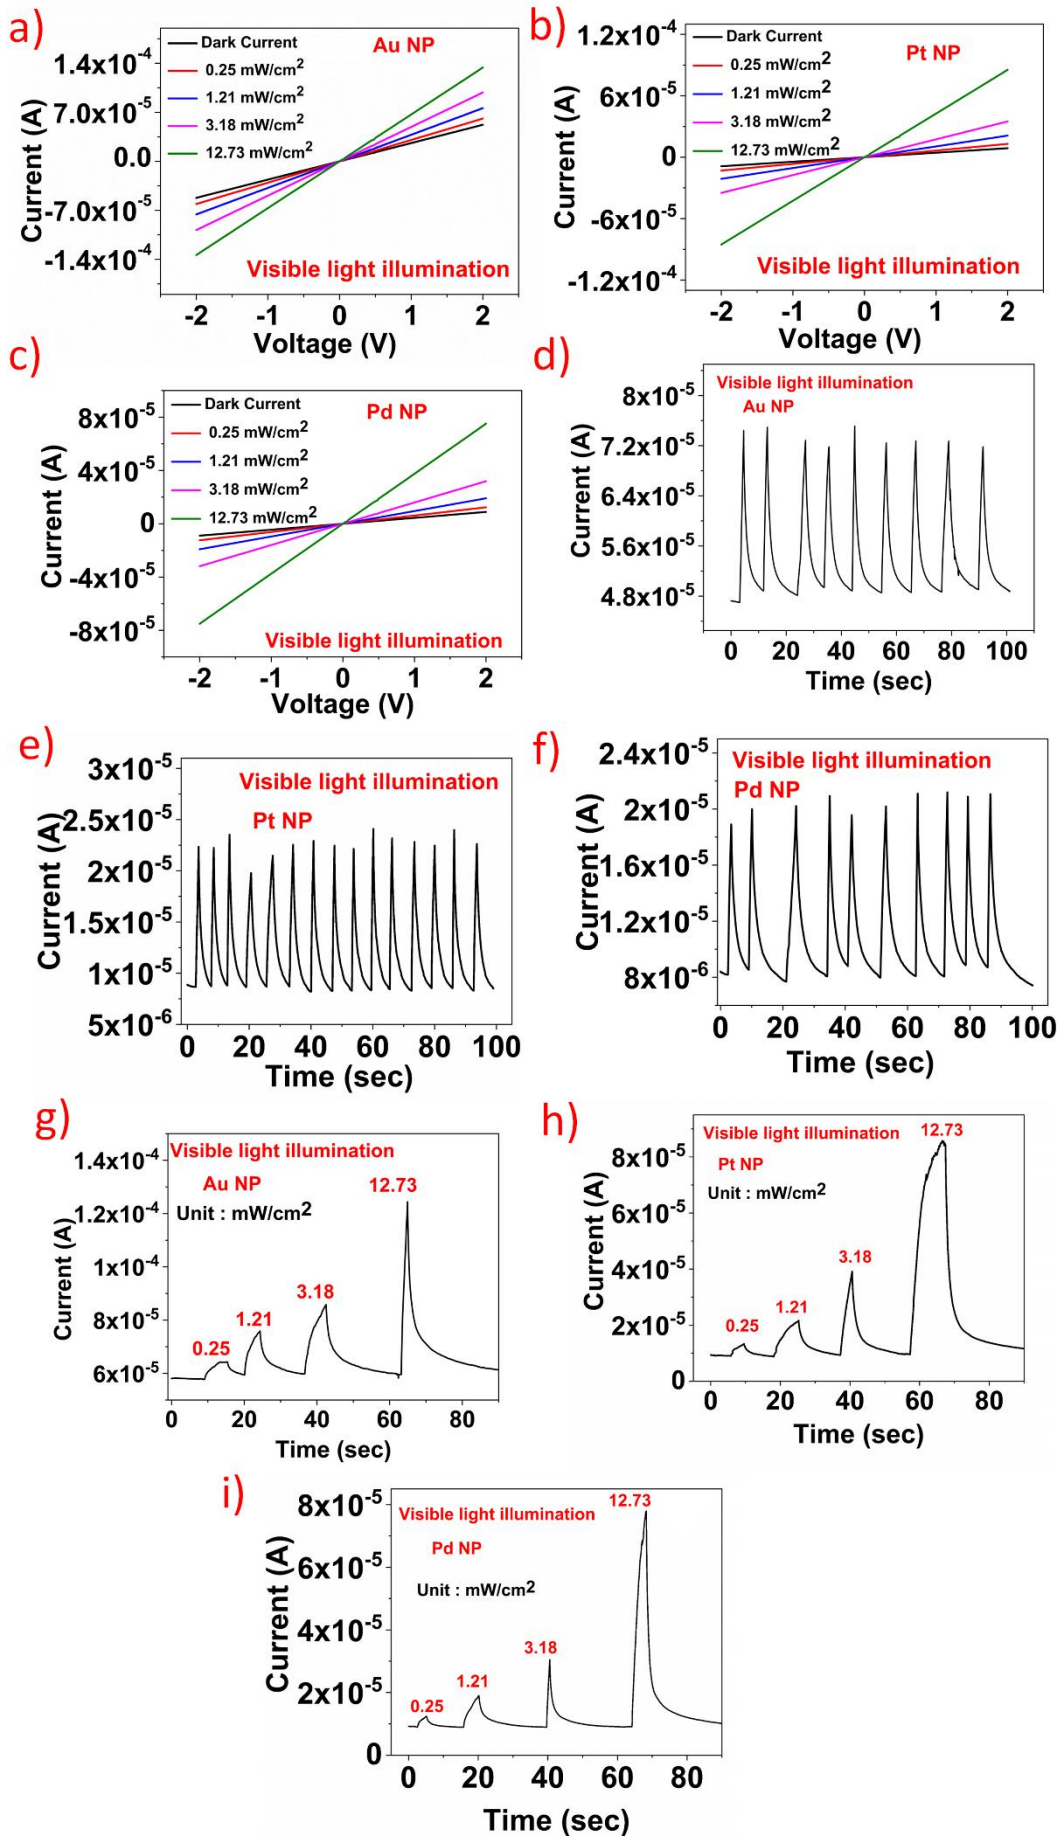 a)
Dark Current
0.25 mW/cm²
1.21 mW/cm²
3.18 mW/cm²
12.73 mW/cm²
Au NP
Visible light illumination
Current (A)
1.4x10⁻⁴
7.0x10⁻⁵
0.0
-7.0x10⁻⁵
-1.4x10⁻⁴
-2 -1 0 1 2
Voltage (V)
b)
Dark Current
0.25 mW/cm²
1.21 mW/cm²
3.18 mW/cm²
12.73 mW/cm²
Pt NP
Visible light illumination
Current (A)
1.2x10⁻⁴
6x10⁻⁵
0
-6x10⁻⁵
-1.2x10⁻⁴
-2 -1 0 1 2
Voltage (V)
c)
Dark Current
0.25 mW/cm²
1.21 mW/cm²
3.18 mW/cm²
12.73 mW/cm²
Pd NP
Visible light illumination
Current (A)
8x10⁻⁵
4x10⁻⁵
0
-4x10⁻⁵
-8x10⁻⁵
-2 -1 0 1 2
Voltage (V)
d)
Visible light illumination
Au NP
Current (A)
8x10⁻⁵
7.2x10⁻⁵
6.4x10⁻⁵
5.6x10⁻⁵
4.8x10⁻⁵
0 20 40 60 80 100
Time (sec)
e)
Visible light illumination
Pt NP
Current (A)
3x10⁻⁵
2.5x10⁻⁵
2x10⁻⁵
1.5x10⁻⁵
1x10⁻⁵
5x10⁻⁶
0 20 40 60 80 100
Time (sec)
f)
Visible light illumination
Pd NP
Current (A)
2.4x10⁻⁵
2x10⁻⁵
1.6x10⁻⁵
1.2x10⁻⁵
8x10⁻⁶
0 20 40 60 80 100
Time (sec)
g)
Visible light illumination
Au NP
Unit : mW/cm²
0.25
1.21
3.18
12.73
Current (A)
1.4x10⁻⁴
1.2x10⁻⁴
1x10⁻⁴
8x10⁻⁵
6x10⁻⁵
0 20 40 60 80
Time (sec)
h)
Visible light illumination
Pt NP
Unit : mW/cm²
0.25
1.21
3.18
12.73
Current (A)
8x10⁻⁵
6x10⁻⁵
4x10⁻⁵
2x10⁻⁵
0
0 20 40 60 80
Time (sec)
i)
Visible light illumination
Pd NP
Unit : mW/cm²
0.25
1.21
3.18
12.73
Current (A)
8x10⁻⁵
6x10⁻⁵
4x10⁻⁵
2x10⁻⁵
0
0 20 40 60 80
Time (sec)